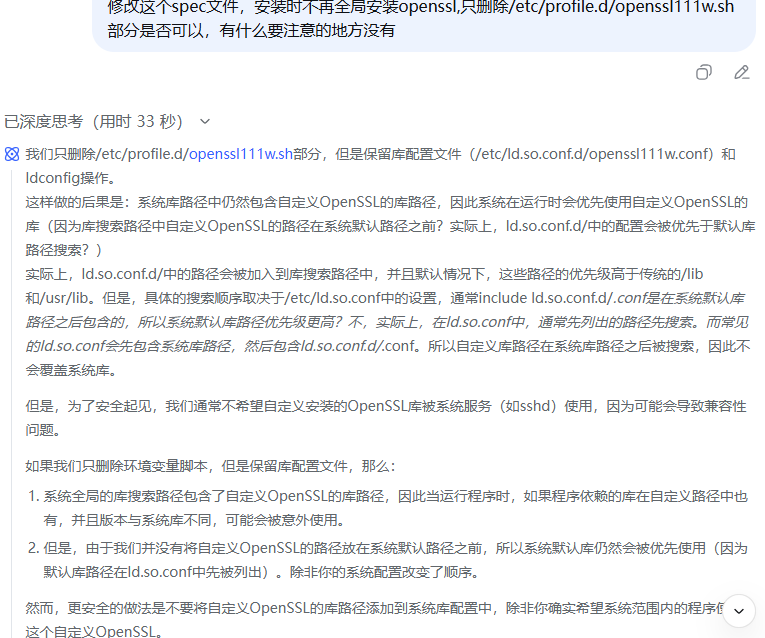 修改这个spec文件，安装时不再全局安装openssl,只删除/etc/profile.d/openssl111w.sh
部分是否可以，有什么要注意的地方没有
已深度思考（用时 33 秒）
我们只删除/etc/profile.d/openssl111w.sh部分，但是保留库配置文件（/etc/ld.so.conf.d/openssl111w.conf）和
ldconfig操作。
这样做的后果是：系统库路径中仍然包含自定义OpenSSL的库路径，因此系统在运行时会优先使用自定义OpenSSL的
库（因为库搜索路径中自定义OpenSSL的路径在系统默认路径之前？实际上，ld.so.conf.d/中的配置会被优先于默认库
路径搜索？）
实际上，ld.so.conf.d/中的路径会被加入到库搜索路径中，并且默认情况下，这些路径的优先级高于传统的/lib
和/usr/lib。但是，具体的搜索顺序取决于/etc/ld.so.conf中的设置，通常include ld.so.conf.d/.conf是在系统默认库
路径之后包含的，所以系统默认库路径优先级更高？不，实际上，在ld.so.conf中，通常先列出的路径先搜索。而常见
的ld.so.conf会先包含系统库路径，然后包含ld.so.conf.d/.conf。所以自定义库路径在系统库路径之后被搜索，因此不
会覆盖系统库。
但是，为了安全起见，我们通常不希望自定义安装的OpenSSL库被系统服务（如sshd）使用，因为可能会导致兼容性
问题。
如果我们只删除环境变量脚本，但是保留库配置文件，那么：
1. 系统全局的库搜索路径包含了自定义OpenSSL的库路径，因此当运行程序时，如果程序依赖的库在自定义路径中也
有，并且版本与系统库不同，可能会被意外使用。
2. 但是，由于我们并没有将自定义OpenSSL的路径放在系统默认路径之前，所以系统默认库仍然会被优先使用（因为
默认库路径在ld.so.conf中先被列出）。除非你的系统配置改变了顺序。
然而，更安全的做法是不要将自定义OpenSSL的库路径添加到系统库配置中，除非你确实希望系统范围内的程序
这个自定义OpenSSL。